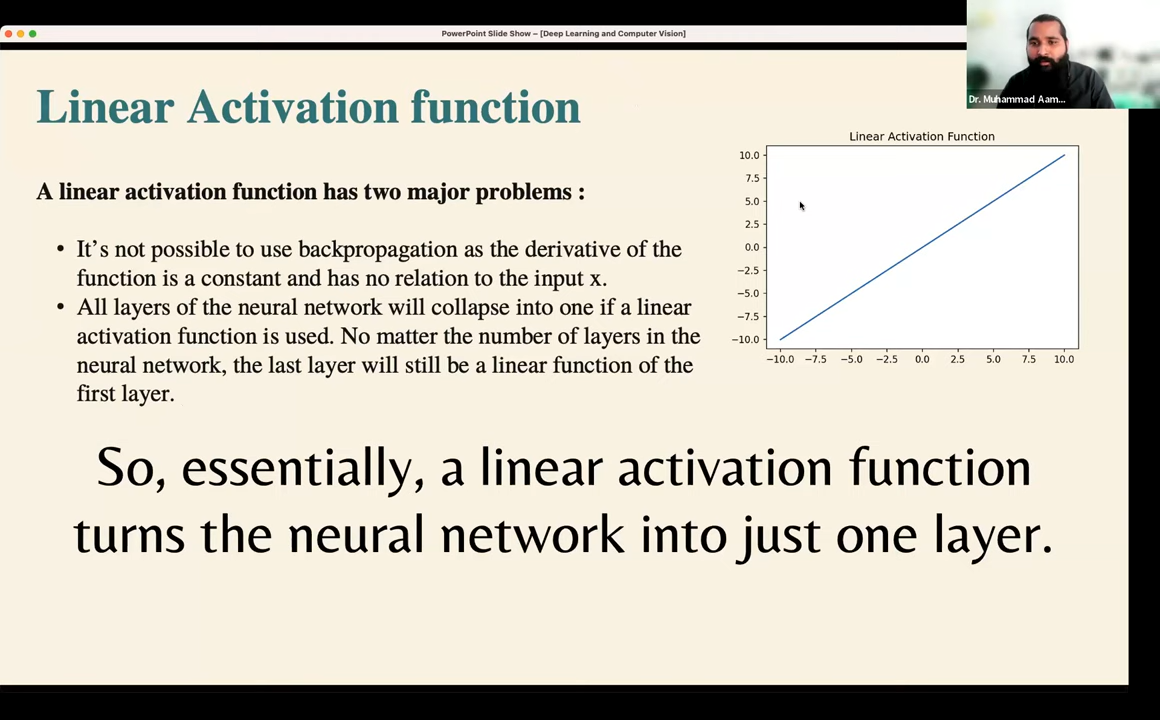 PowerPoint Slide Show – [Deep Learning and Computer Vision]
Dr. Muhammad Aam...
Linear Activation function
A linear activation function has two major problems :
• It’s not possible to use backpropagation as the derivative of the
function is a constant and has no relation to the input x.
• All layers of the neural network will collapse into one if a linear
activation function is used. No matter the number of layers in the
neural network, the last layer will still be a linear function of the
first layer.
Linear Activation Function
10.0
7.5
5.0
2.5
0.0
−2.5
−5.0
−7.5
−10.0
−10.0 −7.5 −5.0 −2.5 0.0 2.5 5.0 7.5 10.0
So, essentially, a linear activation function
turns the neural network into just one layer.